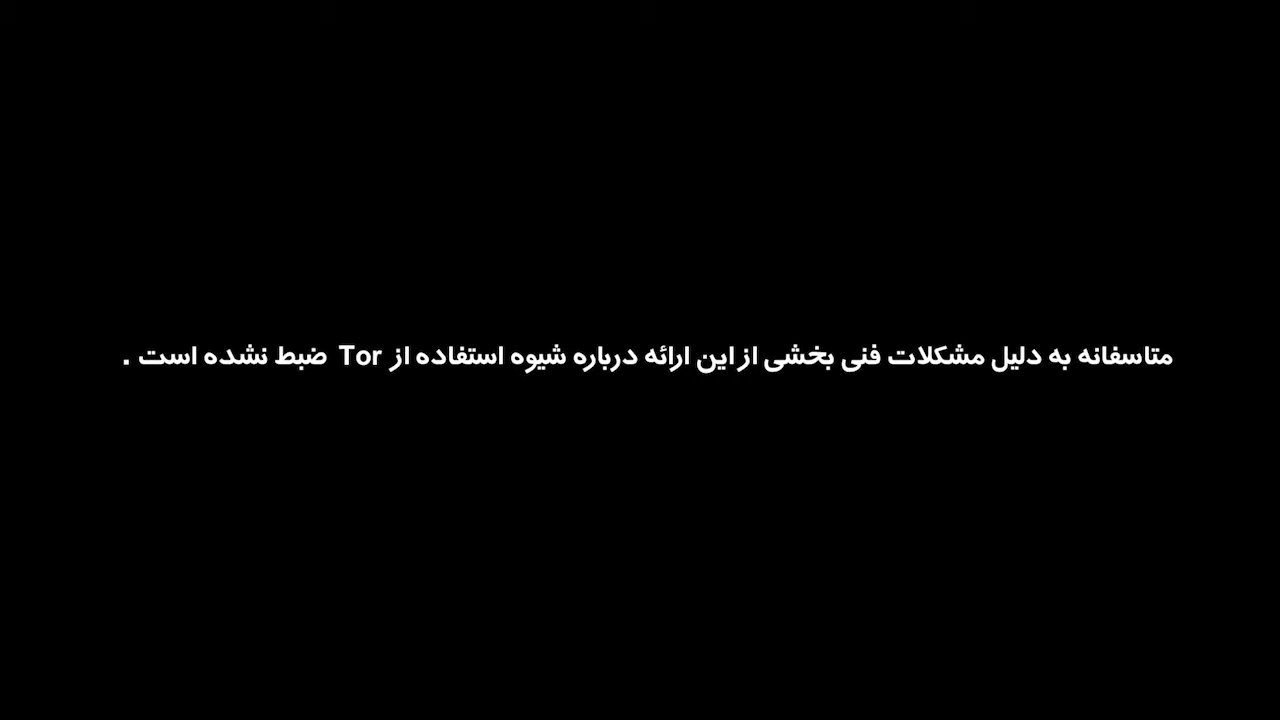 متاسفانه به دلیل مشکلات فنی بخشی از این ارائه درباره شیوه استفاده از Tor ضبط نشده است .